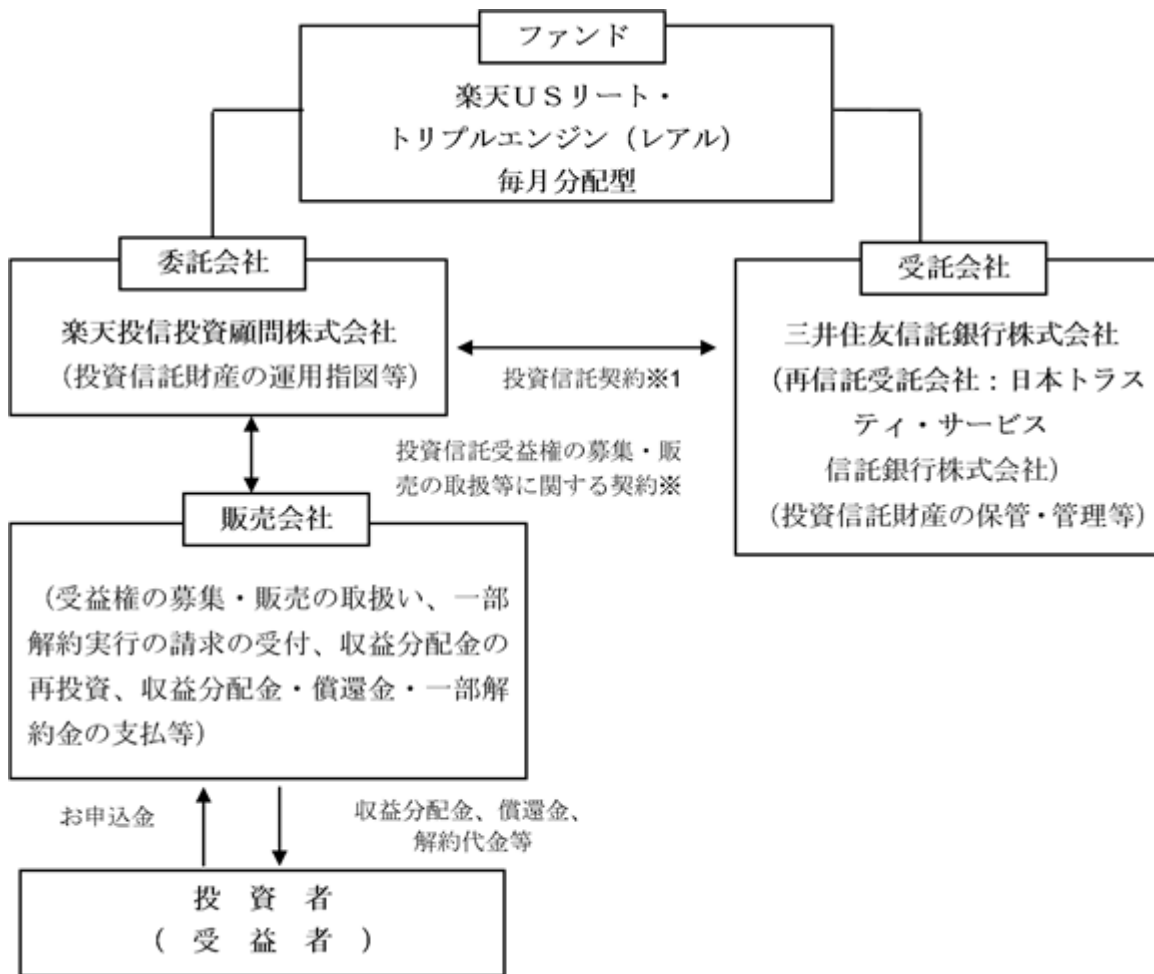 ファンド
楽天ＵＳリート・
トリプルエンジン（レアル）
毎月分配型
委託会社
楽天投信投資顧問株式会社
（投資信託財産の運用指図等）
投資信託契約※1
受託会社
三井住友信託銀行株式会社
（再信託受託会社：日本トラス
ティ・サービス
信託銀行株式会社）
（投資信託財産の保管・管理等）
投資信託受益権の募集・販
売の取扱等に関する契約※
販売会社
（受益権の募集・販売の取扱い、一部
解約実行の請求の受付、収益分配金の
再投資、収益分配金・償還金・一部解
約金の支払等）
お申込金
収益分配金、償還金、
解約代金等
投　資　者
（　受　益　者　）